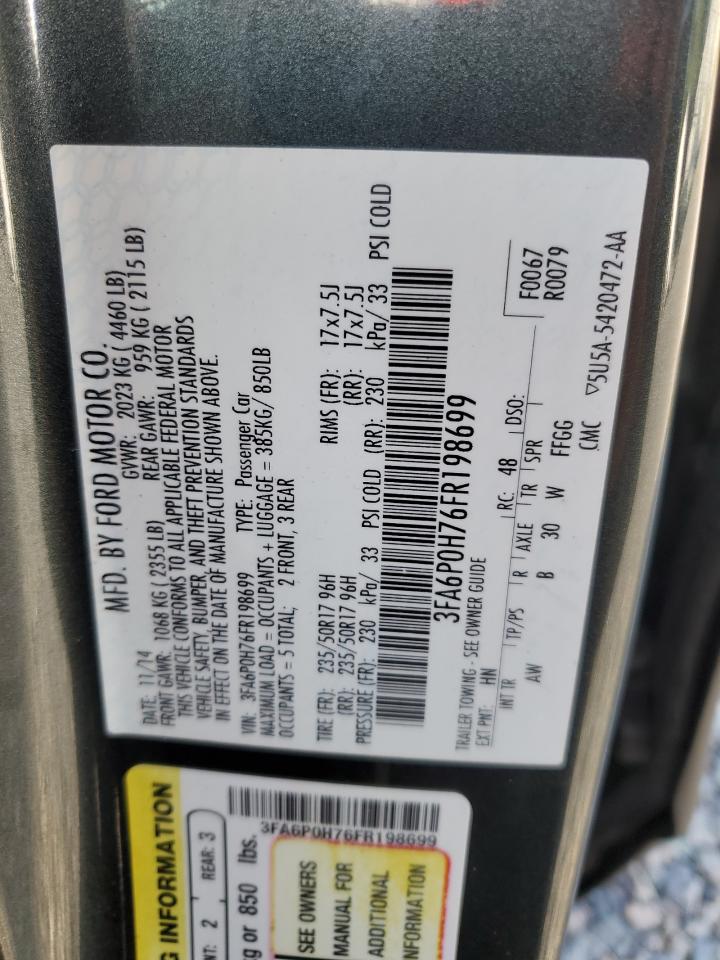 MFD. BY FORD MOTOR CO.
DATE: 11/14 GVWR: 2023 KG ( 4460 LB)
FRONT GAWR: 1068 KG ( 2355 LB) REAR GAWR: 959 KG ( 2115 LB)
THIS VEHICLE CONFORMS TO ALL APPLICABLE FEDERAL MOTOR
VEHICLE SAFETY, BUMPER, AND THEFT PREVENTION STANDARDS
IN EFFECT ON THE DATE OF MANUFACTURE SHOWN ABOVE.
VIN: 3FA6P0H76FR198699 TYPE: Passenger Car
MAXIMUM LOAD = OCCUPANTS + LUGGAGE = 385KG/ 850LB
OCCUPANTS = 5 TOTAL; 2 FRONT, 3 REAR
TIRE (FR): 235/50R17 96H RIMS (FR): 17x7.5J
(RR): 235/50R17 96H (RR): 17x7.5J
PRESSURE (FR): 230 kPa/ 33 PSI COLD (RR): 230 kPa/ 33 PSI COLD
3FA6P0H76FR198699
TRAILER TOWING - SEE OWNER GUIDE
EXT PNT: HN RC: 48 DSO: F0067
R0079
INT TR TP/PS R AXLE TR SPR
AW B 30 W FFGG
CMC ▽5U5A-5420472-AA
G INFORMATION
NT: 2 REAR: 3
kg or 850 lbs.
3FA6P0H76FR198699
SEE OWNERS
MANUAL FOR
ADDITIONAL
INFORMATION